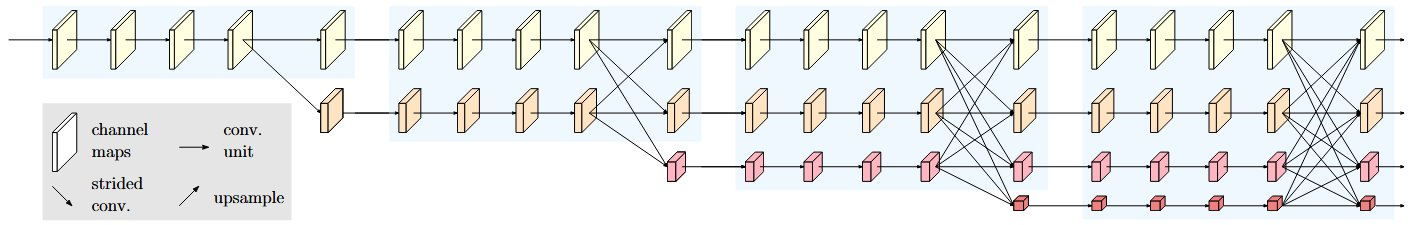 channel
maps
conv.
unit
strided
conv.
upsample